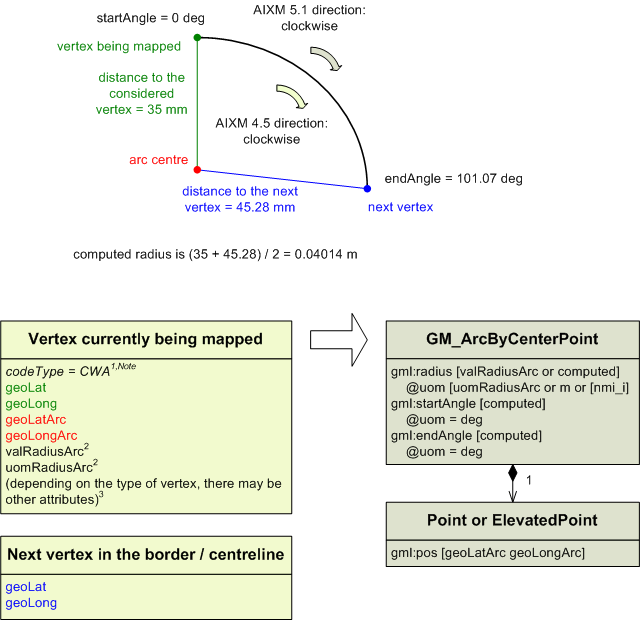 AIXM 5.1 direction:
clockwise
startAngle = 0 deg
vertex being mapped
distance to the
considered
vertex = 35 mm
AIXM 4.5 direction:
clockwise
arc centre
endAngle = 101.07 deg
distance to the next
vertex = 45.28 mm
next vertex
computed radius is (35 + 45.28) / 2 = 0.04014 m
Vertex currently being mapped
codeType = CWA1,Note
geoLat
geoLong
geoLatArc
geoLongArc
valRadiusArc2
uomRadiusArc2
(depending on the type of vertex, there may be
other attributes)3
Next vertex in the border / centreline
geoLat
geoLong
GM_ArcByCenterPoint
gml:radius [valRadiusArc or computed]
@uom [uomRadiusArc or m or [nmi_i]
gml:startAngle [computed]
@uom = deg
gml:endAngle [computed]
@uom = deg
1
Point or ElevatedPoint
gml:pos [geoLatArc geoLongArc]